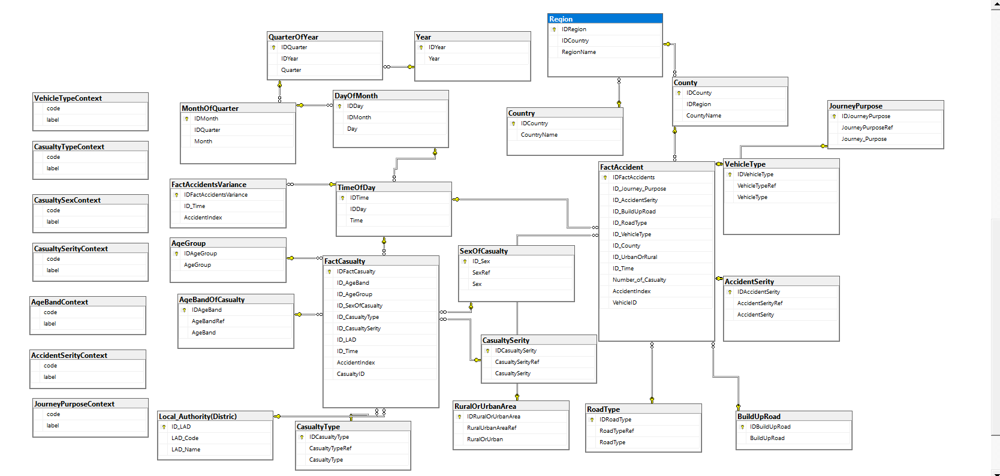 Region
IDRegion
IDCountry
RegionName
QuarterOfYear
IDQuarter
IDYear
Quarter
Year
IDYear
Year
County
IDCounty
IDRegion
CountyName
VehicleTypeContext
code
label
MonthOfQuarter
IDMonth
IDQuarter
Month
DayOfMonth
IDDay
IDMonth
Day
Country
IDCountry
CountryName
JourneyPurpose
IDJourneyPurpose
JourneyPurposeRef
Journey_Purpose
CasualtyTypeContext
code
label
FactAccident
IDFactAccidents
ID_Journey_Purpose
ID_AccidentSerity
ID_BuildUpRoad
ID_RoadType
ID_VehicleType
ID_County
ID_UrbanOrRural
ID_Time
Number_of_Casualty
AccidentIndex
VehicleID
VehicleType
IDVehicleType
VehicleTypeRef
VehicleType
CasualtySexContext
code
label
FactAccidentsVariance
IDFactAccidentsVariance
ID_Time
AccidentIndex
TimeOfDay
IDTime
IDDay
Time
CasualtySerityContext
code
label
AgeGroup
IDAgeGroup
AgeGroup
FactCasualty
IDFactCasualty
ID_AgeBand
ID_AgeGroup
ID_SexOfCasualty
ID_CasualtyType
ID_CasualtySerity
ID_LAD
ID_Time
AccidentIndex
CasualtyID
SexOfCasualty
ID_Sex
SexRef
Sex
AccidentSerity
IDAccidentSerity
AccidentSerityRef
AccidentSerity
AgeBandContext
code
label
AgeBandOfCasualty
IDAgeBand
AgeBandRef
AgeBand
CasualtySerity
IDCasualtySerity
CasualtySerityRef
CasualtySerity
AccidentSerityContext
code
label
JourneyPurposeContext
code
label
Local_Authority(Distric)
ID_LAD
LAD_Code
LAD_Name
CasualtyType
IDCasualtyType
CasualtyTypeRef
CasualtyType
RuralOrUrbanArea
IDRuralOrUrbanArea
RuralUrbanAreaRef
RuralOrUrban
RoadType
IDRoadType
RoadTypeRef
RoadType
BuildUpRoad
IDBuildUpRoad
BuildUpRoad